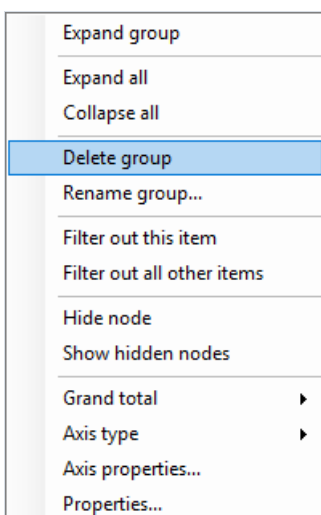 Expand group
Expand all
Collapse all
Delete group
Rename group...
Filter out this item
Filter out all other items
Hide node
Show hidden nodes
Grand total
Axis type
Axis properties...
Properties...